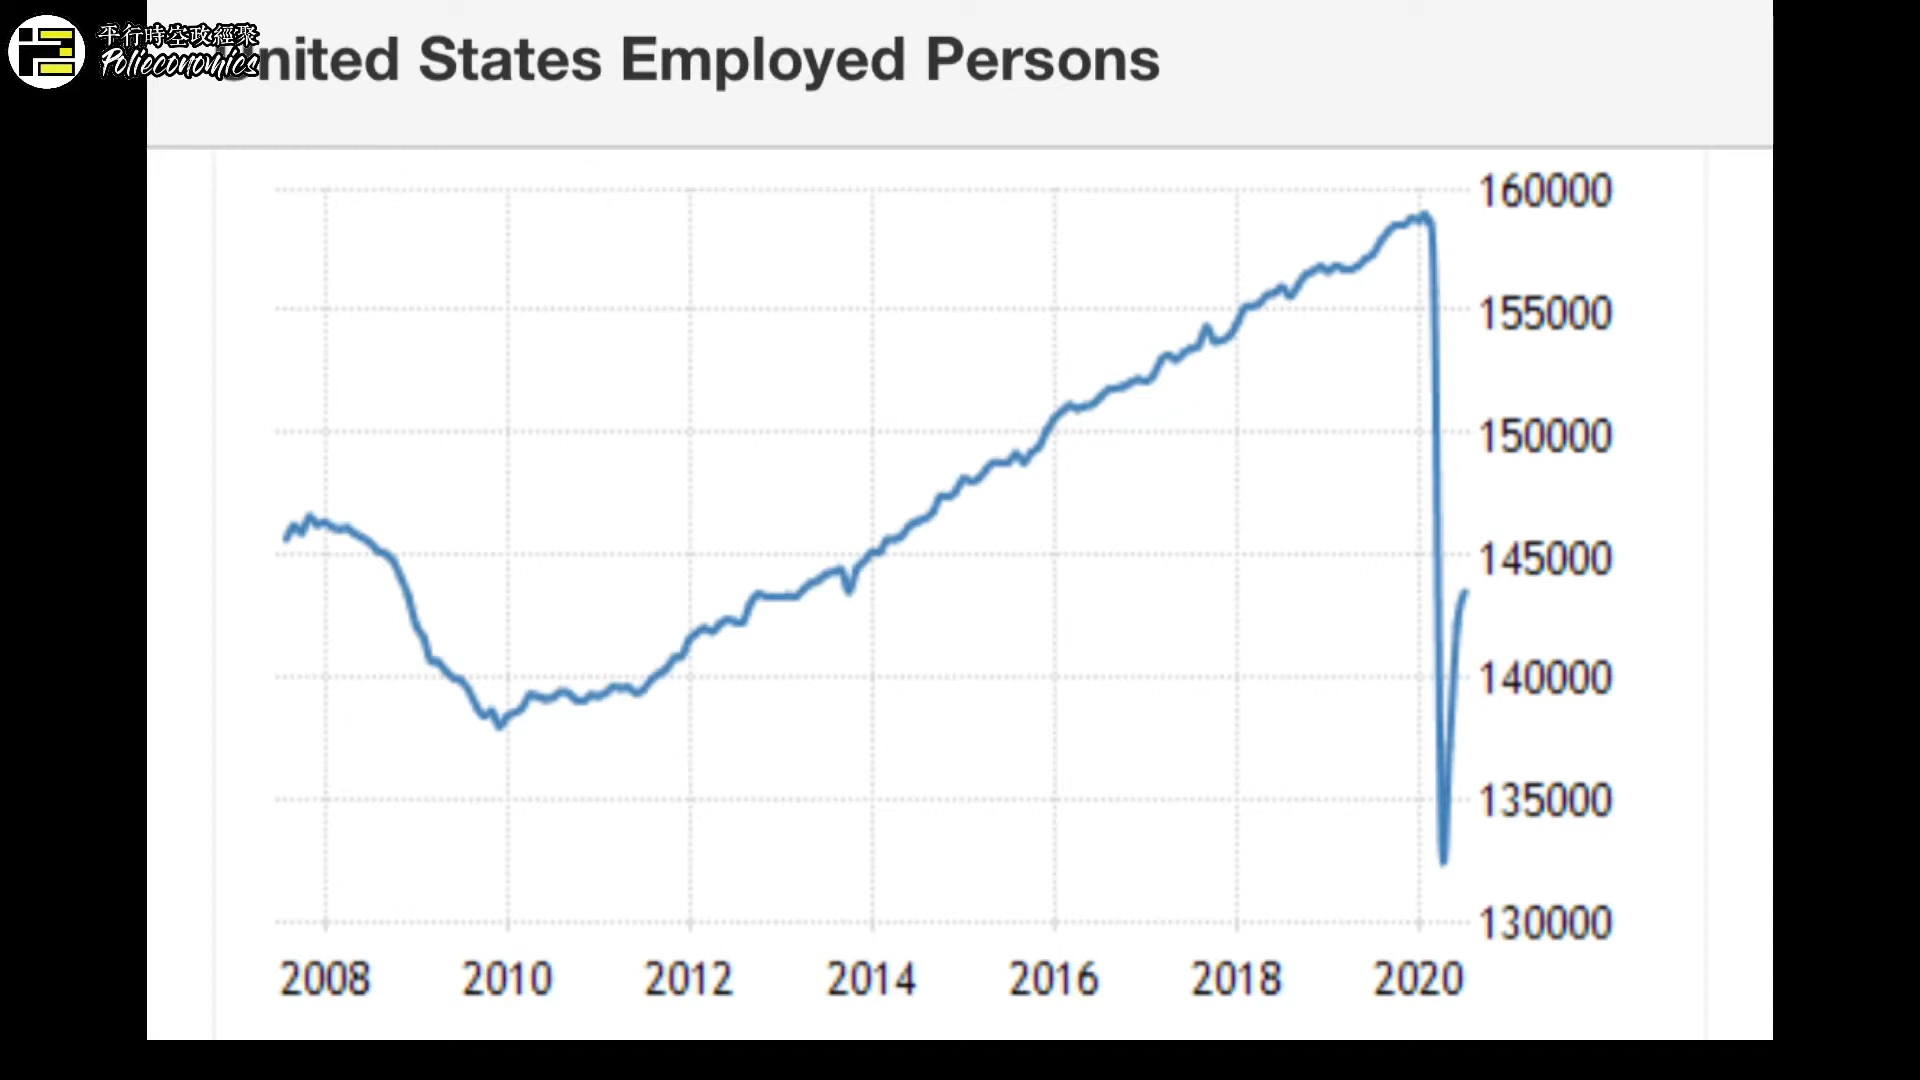 平行時空政經聚
Polieconomics
United States Employed Persons
160000
155000
150000
145000
140000
135000
130000
2008 2010 2012 2014 2016 2018 2020